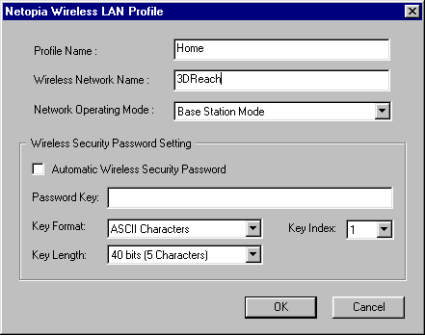 Netopia Wireless LAN Profile
Profile Name : Home
Wireless Network Name : 3DReach
Network Operating Mode : Base Station Mode
Wireless Security Password Setting
Automatic Wireless Security Password
Password Key:
Key Format: ASCII Characters Key Index: 1
Key Length: 40 bits (5 Characters)
OK Cancel